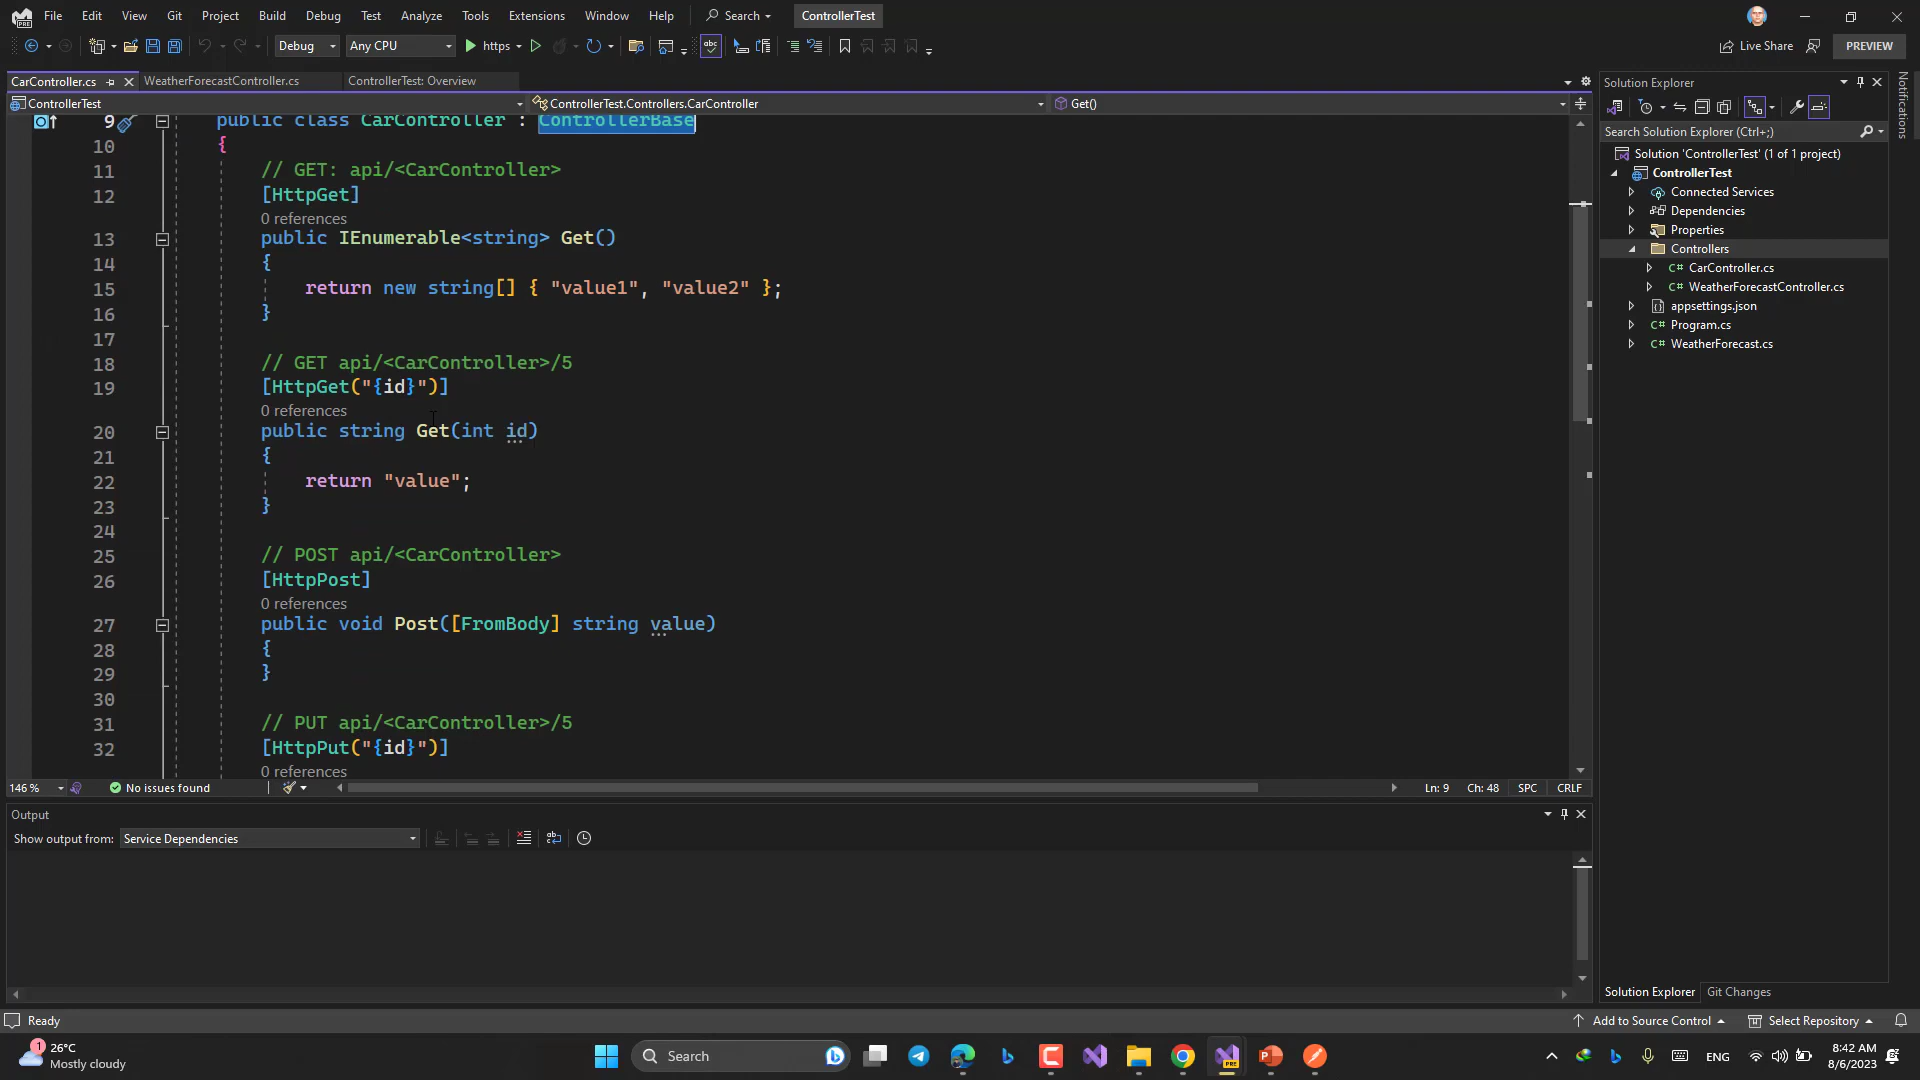 File Edit View Git Project Build Debug Test Analyze Tools Extensions Window Help Search ControllerTest
Debug Any CPU https Live Share PREVIEW
CarController.cs WeatherForecastController.cs ControllerTest: Overview
ControllerTest ControllerTest.Controllers.CarController Get()
9 public class CarController : ControllerBase
10 {
11 // GET: api/<CarController>
12 [HttpGet]
0 references
13 public IEnumerable<string> Get()
14 {
15 return new string[] { "value1", "value2" };
16 }
17
18 // GET api/<CarController>/5
19 [HttpGet("{id}")]
0 references
20 public string Get(int id)
21 {
22 return "value";
23 }
24
25 // POST api/<CarController>
26 [HttpPost]
0 references
27 public void Post([FromBody] string value)
28 {
29 }
30
31 // PUT api/<CarController>/5
32 [HttpPut("{id}")]
0 references
146 % No issues found Ln: 9 Ch: 48 SPC CRLF
Output
Show output from: Service Dependencies
Solution Explorer
Search Solution Explorer (Ctrl+;)
Solution 'ControllerTest' (1 of 1 project)
ControllerTest
Connected Services
Dependencies
Properties
Controllers
C# CarController.cs
C# WeatherForecastController.cs
appsettings.json
C# Program.cs
C# WeatherForecast.cs
Solution Explorer Git Changes
Notifications
Ready Add to Source Control Select Repository
1 26°C
Mostly cloudy
Search
PRE
ENG
8:42 AM
8/6/2023